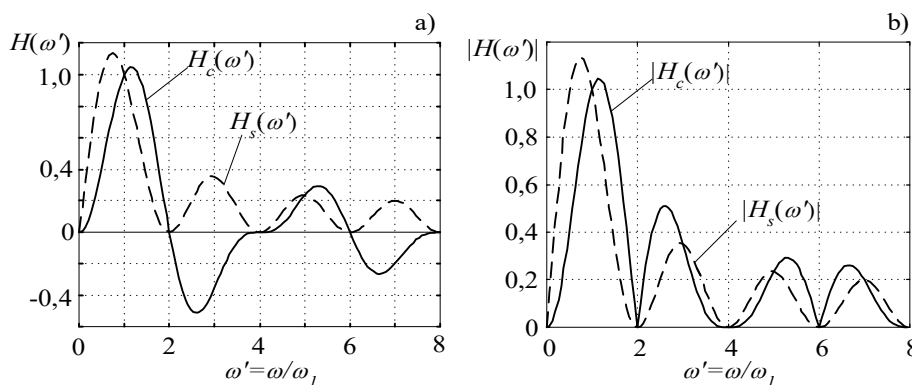 a)
H(ω')
1,0
0,4
0
-0,4
H_c(ω')
H_s(ω')
0 2 4 6 8
ω'=ω/ω_1
b)
|H(ω')|
1,0
0,8
0,6
0,4
0,2
0
|H_c(ω')|
|H_s(ω')|
0 2 4 6 8
ω'=ω/ω_1